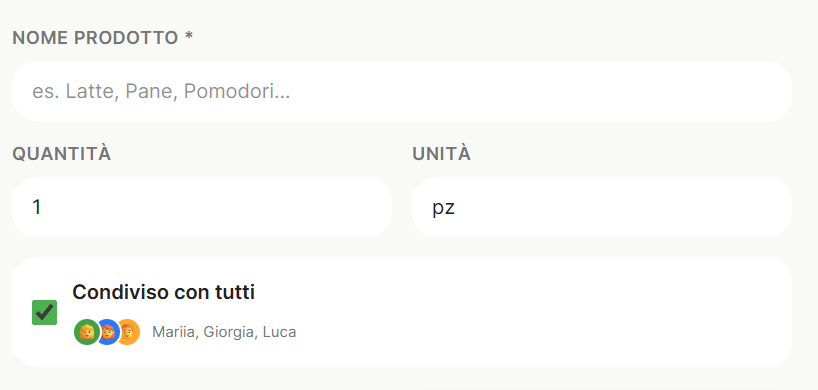 NOME PRODOTTO *
es. Latte, Pane, Pomodori...
QUANTITÀ
UNITÀ
1
pz
Condiviso con tutti
Mariia, Giorgia, Luca